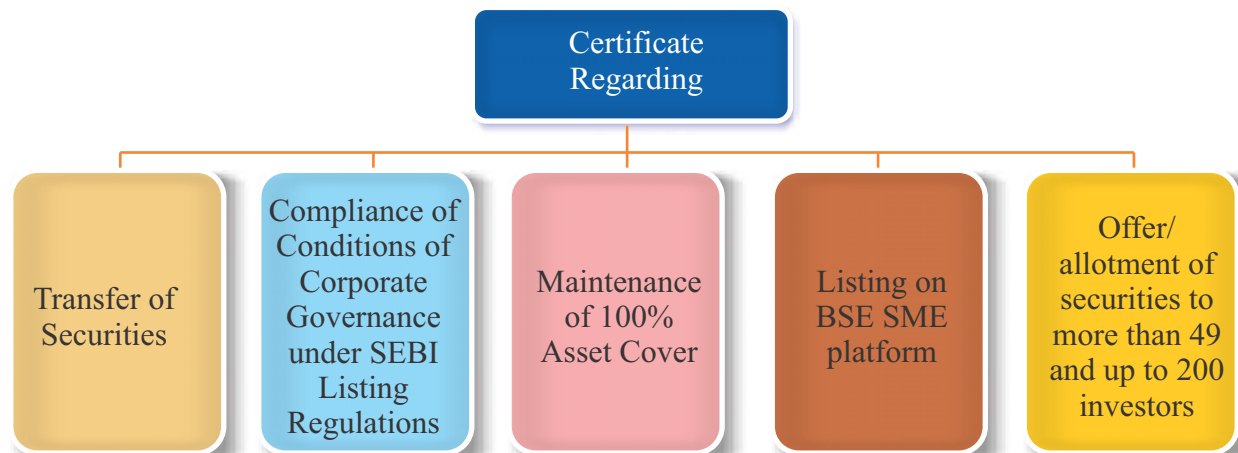 Certificate
Regarding
Transfer of
Securities
Compliance of
Conditions of
Corporate
Governance
under SEBI
Listing
Regulations
Maintenance
of 100%
Asset Cover
Listing on
BSE SME
platform
Offer/
allotment of
securities to
more than 49
and up to 200
investors